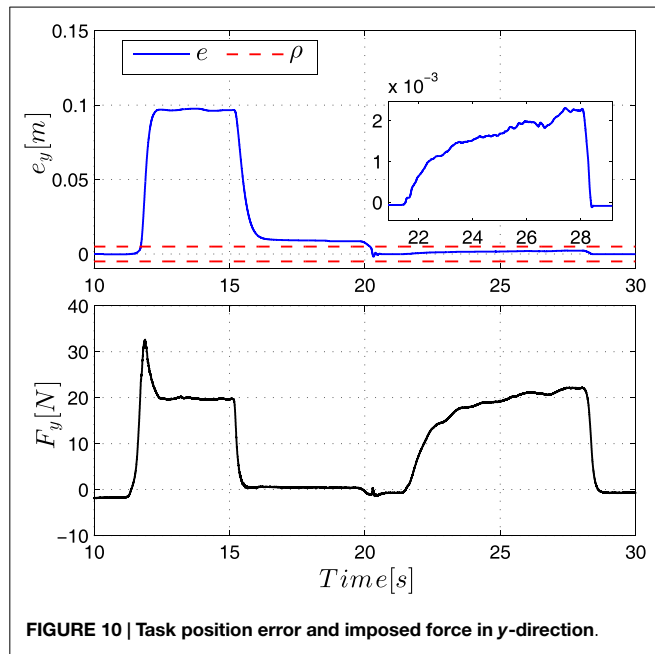 0.15
0.1
0.05
0
e_y[m]
e
ρ
x 10⁻³
2
1
0
22 24 26 28
10 15 20 25 30
40
30
20
10
0
−10
F_y[N]
10 15 20 25 30
Time[s]
FIGURE 10 | Task position error and imposed force in y-direction.